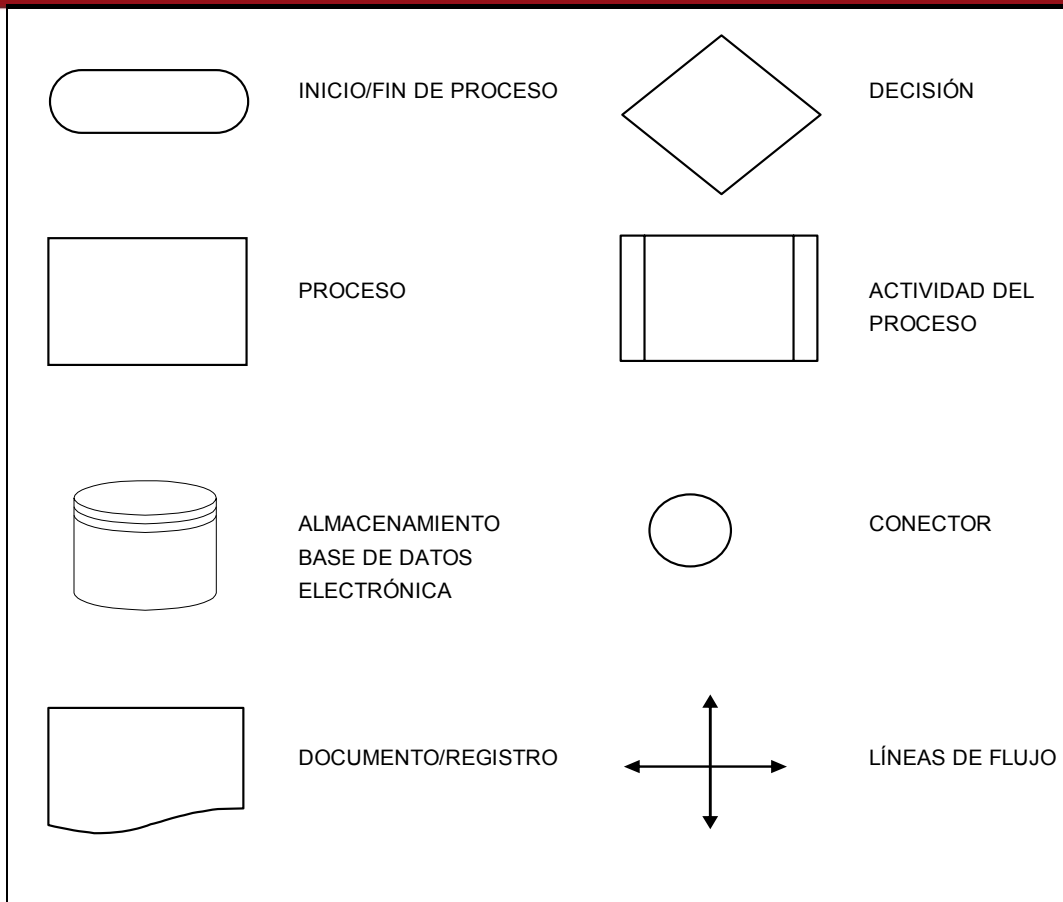 INICIO/FIN DE PROCESO
DECISIÓN
PROCESO
ACTIVIDAD DEL
PROCESO
ALMACENAMIENTO
BASE DE DATOS
ELECTRÓNICA
CONECTOR
DOCUMENTO/REGISTRO
LÍNEAS DE FLUJO